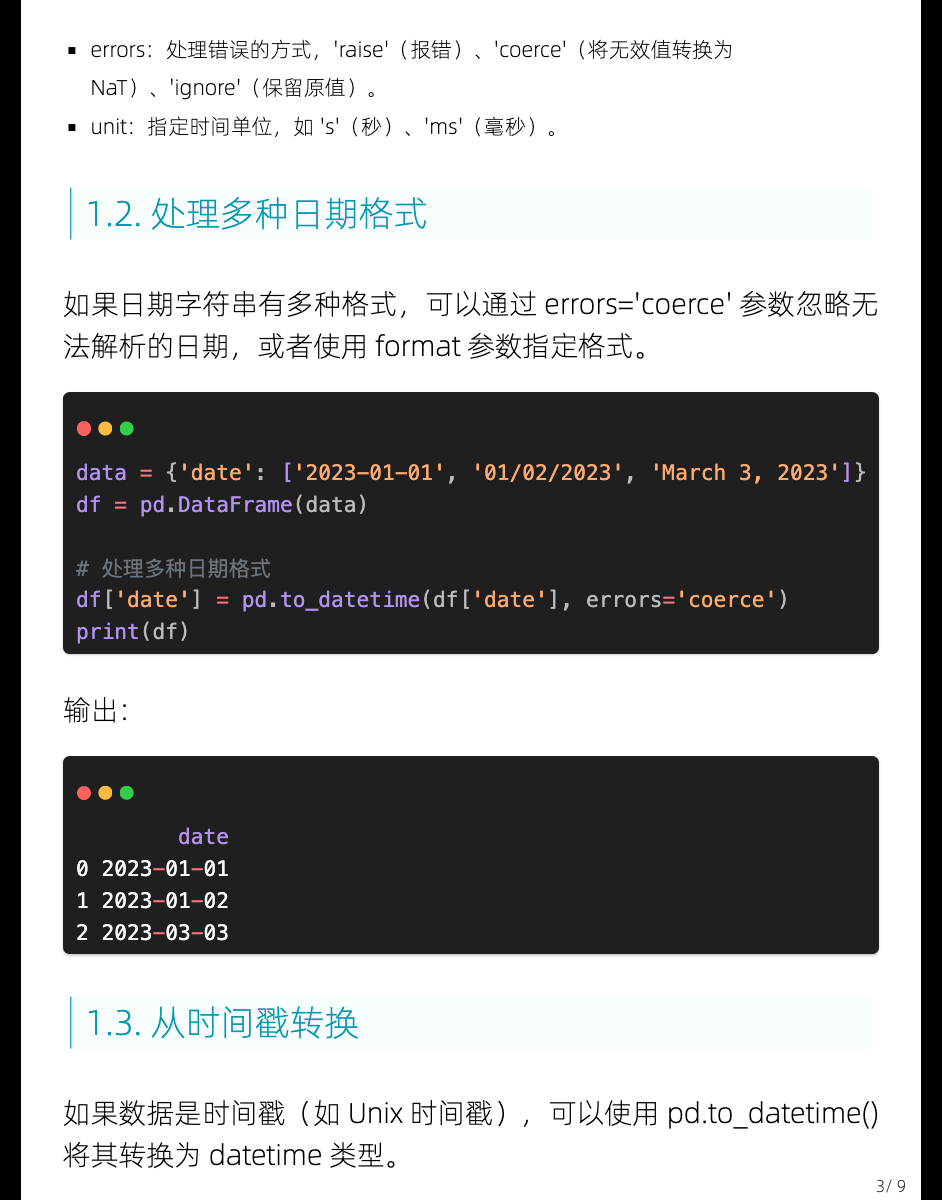 ▪ errors：处理错误的方式，'raise'（报错）、'coerce'（将无效值转换为
NaT）、'ignore'（保留原值）。
▪ unit：指定时间单位，如 's'（秒）、'ms'（毫秒）。
1.2. 处理多种日期格式
如果日期字符串有多种格式，可以通过 errors='coerce' 参数忽略无
法解析的日期，或者使用 format 参数指定格式。
data = {'date': ['2023-01-01', '01/02/2023', 'March 3, 2023']}
df = pd.DataFrame(data)
# 处理多种日期格式
df['date'] = pd.to_datetime(df['date'], errors='coerce')
print(df)
输出：
date
0 2023-01-01
1 2023-01-02
2 2023-03-03
1.3. 从时间戳转换
如果数据是时间戳（如 Unix 时间戳），可以使用 pd.to_datetime()
将其转换为 datetime 类型。
3/ 9